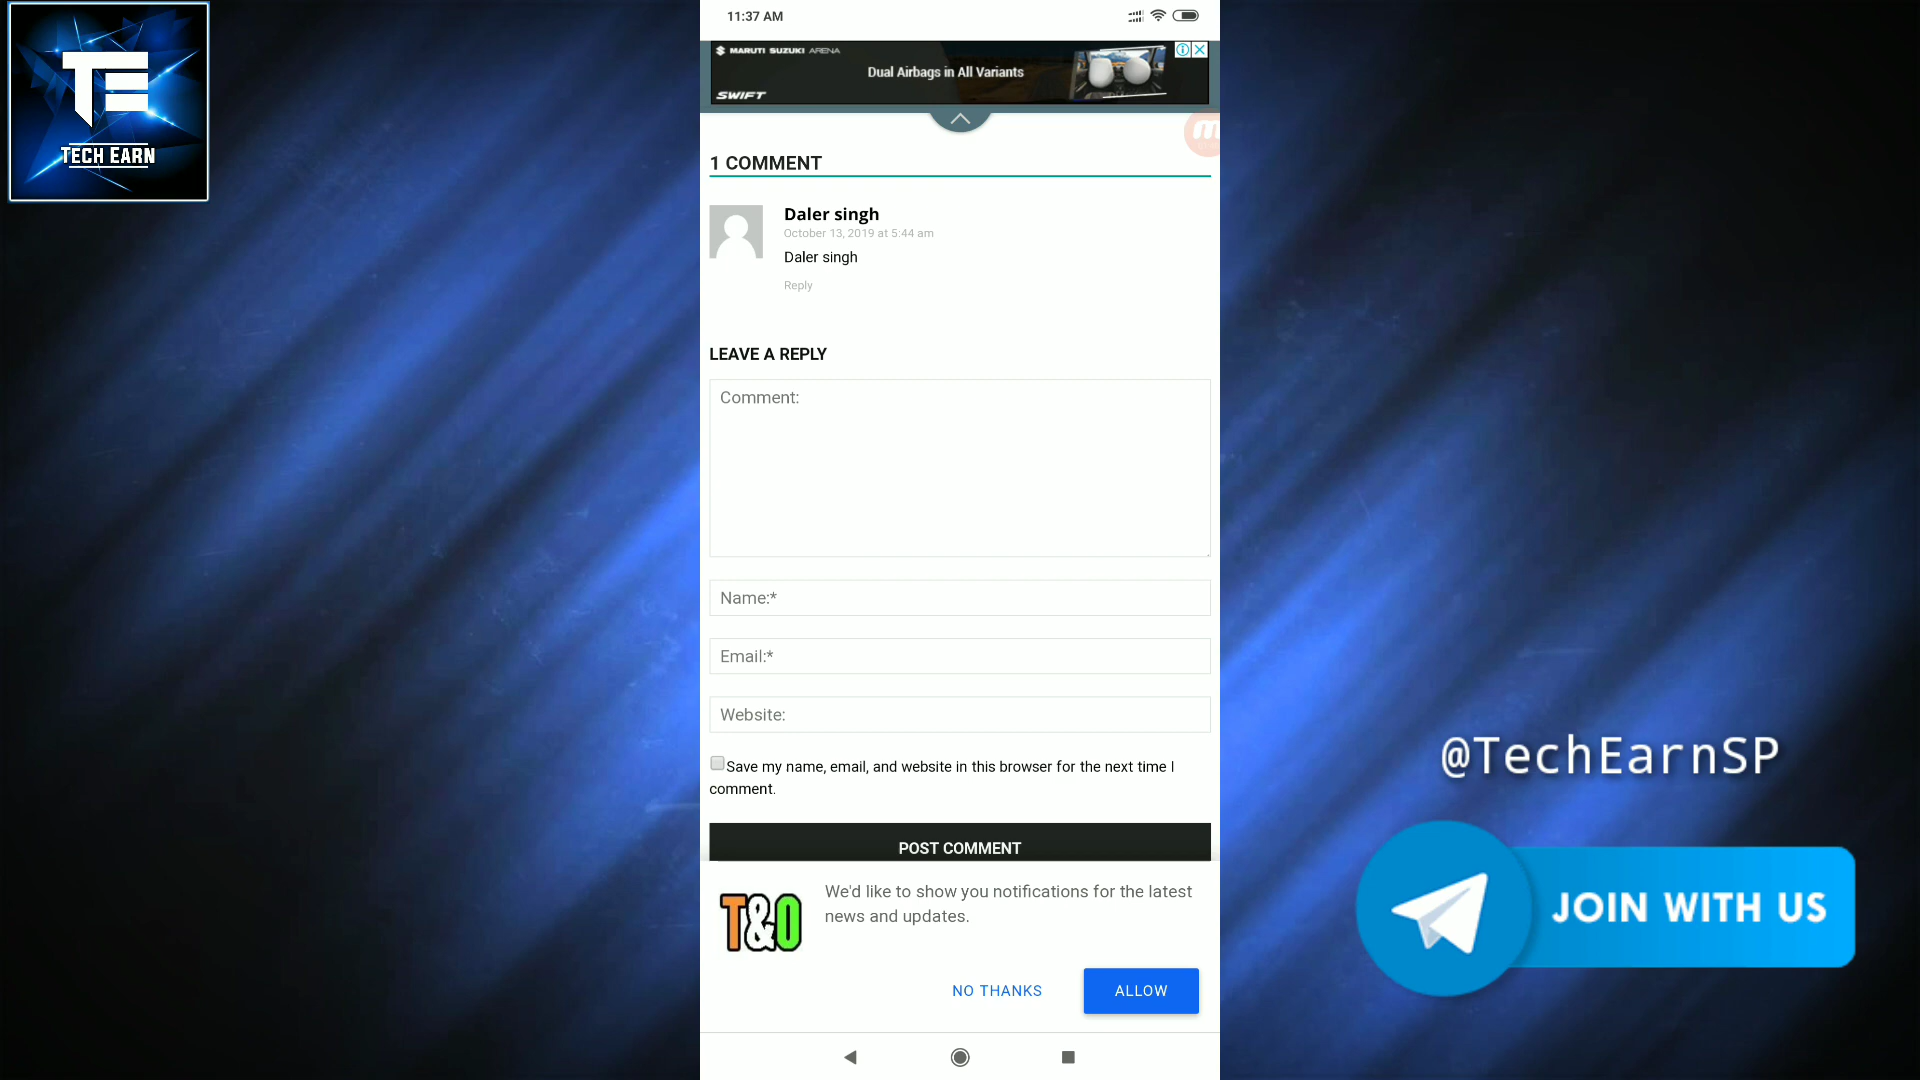 TE
TECH EARN
11:37 AM
MARUTI SUZUKI ARENA
Dual Airbags in All Variants
SWIFT
1 COMMENT
Daler singh
October 13, 2019 at 5:44 am
Daler singh
Reply
LEAVE A REPLY
Comment:
Name:*
Email:*
Website:
Save my name, email, and website in this browser for the next time I
comment.
POST COMMENT
T&O
We'd like to show you notifications for the latest
news and updates.
NO THANKS
ALLOW
@TechEarnSP
JOIN WITH US